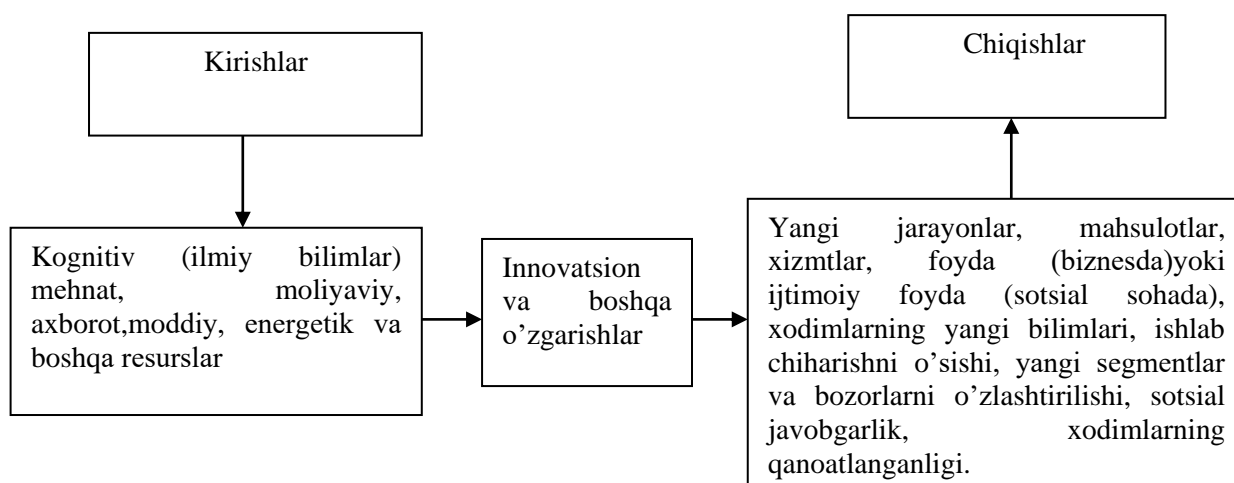 Kirishlar
Chiqishlar
Kognitiv (ilmiy bilimlar)
mehnat, moliyaviy,
axborot,moddiy, energetik va
boshqa resurslar
Innovatsion
va boshqa
o’zgarishlar
Yangi jarayonlar, mahsulotlar,
xizmtlar, foyda (biznesda)yoki
ijtimoiy foyda (sotsial sohada),
xodimlarning yangi bilimlari, ishlab
chiharishni o’sishi, yangi segmentlar
va bozorlarni o’zlashtirilishi, sotsial
javobgarlik, xodimlarning
qanoatlanganligi.